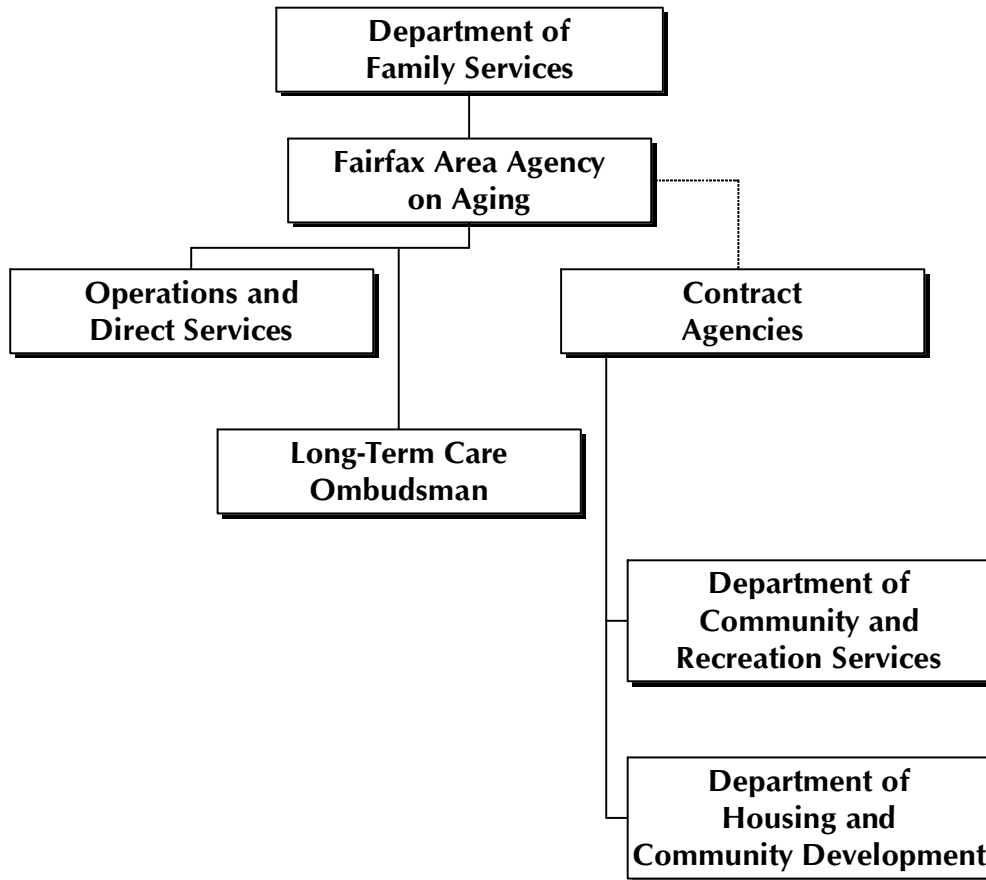 Department of
Family Services
Fairfax Area Agency
on Aging
Operations and
Direct Services
Contract
Agencies
Long-Term Care
Ombudsman
Department of
Community and
Recreation Services
Department of
Housing and
Community Development